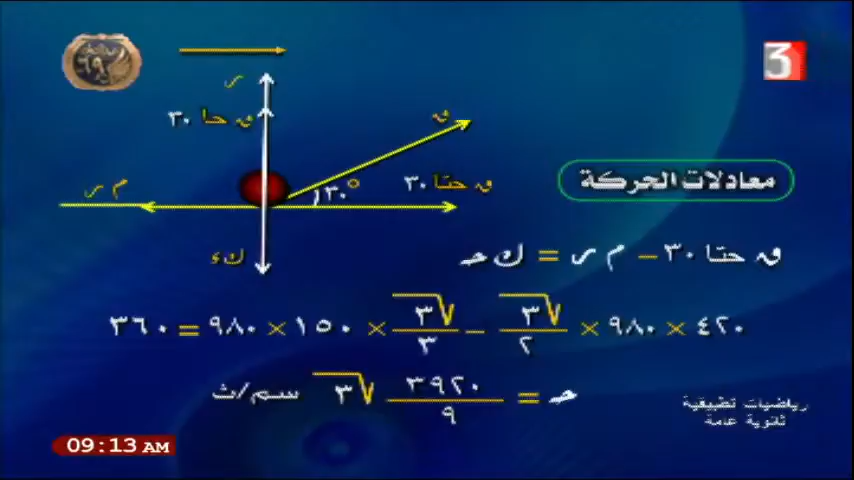 3
ر
ق حا ٣٠
ق
ق حتا ٣٠
٣٠°
م ر
ك ء
معادلات الحركة
ق حتا ٣٠ − م ر = ك حـ
٤٢٠ × ٩٨٠ × √٣/٢ − √٣/٣ × ١٥٠ × ٩٨٠ = ٣٦٠
حـ = ٣٩٢٠/٩ √٣ سم/ث
رياضيات تطبيقية
ثانوية عامة
09:13 AM